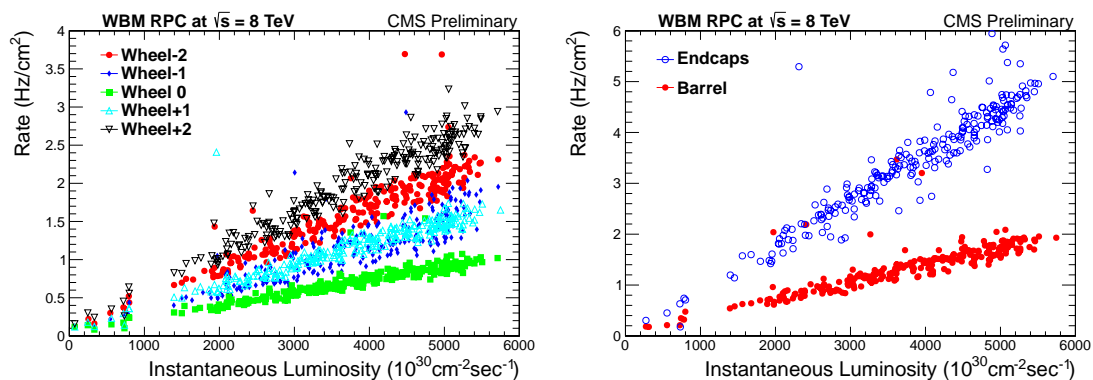 WBM RPC at √s = 8 TeV CMS Preliminary
Rate (Hz/cm²)
4
3.5
3
2.5
2
1.5
1
0.5
0
Wheel-2
Wheel-1
Wheel 0
Wheel+1
Wheel+2
0 1000 2000 3000 4000 5000 6000
Instantaneous Luminosity (10³⁰cm⁻²sec⁻¹)
WBM RPC at √s = 8 TeV CMS Preliminary
Rate (Hz/cm²)
6
5
4
3
2
1
0
Endcaps
Barrel
0 1000 2000 3000 4000 5000 6000
Instantaneous Luminosity (10³⁰cm⁻²sec⁻¹)